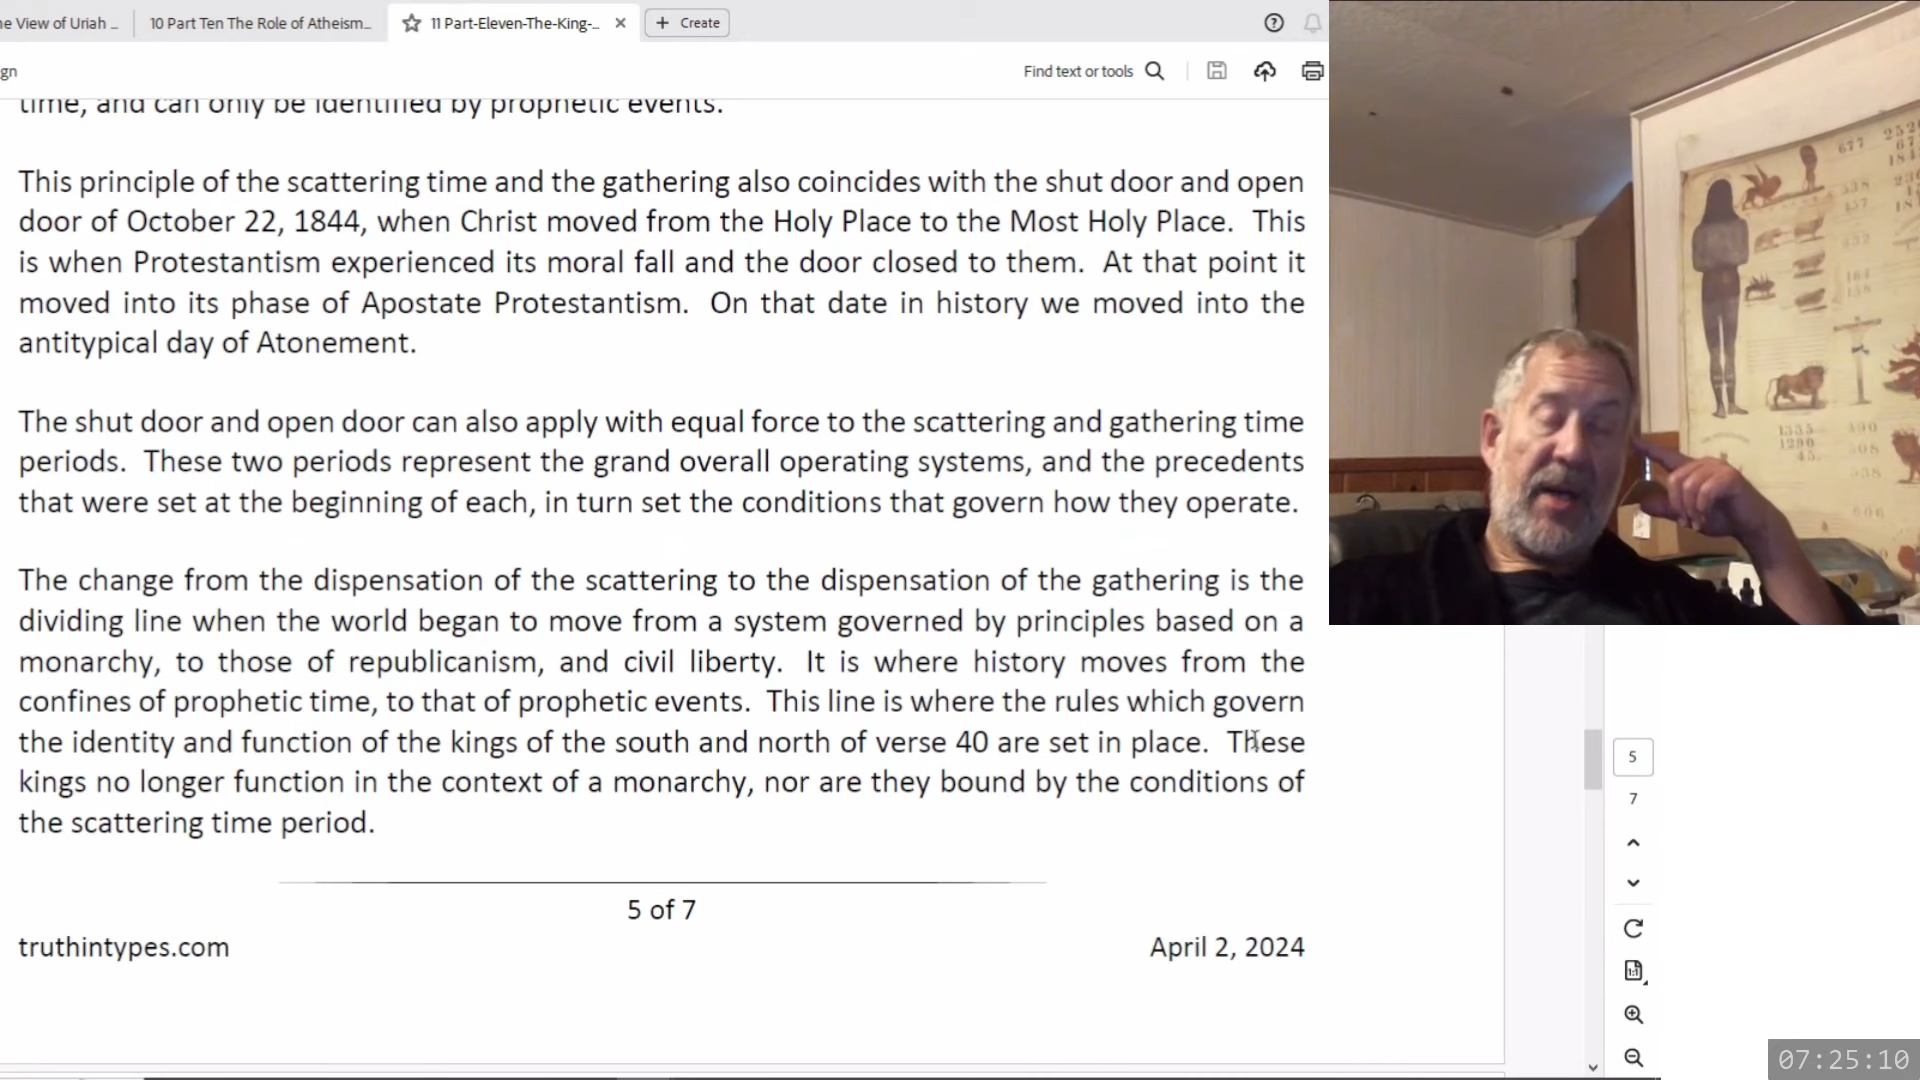 e View of Uriah ...
10 Part Ten The Role of Atheism...
11 Part-Eleven-The-King-...
Create
gn
Find text or tools
time, and can only be identified by prophetic events.
This principle of the scattering time and the gathering also coincides with the shut door and open
door of October 22, 1844, when Christ moved from the Holy Place to the Most Holy Place. This
is when Protestantism experienced its moral fall and the door closed to them. At that point it
moved into its phase of Apostate Protestantism. On that date in history we moved into the
antitypical day of Atonement.
The shut door and open door can also apply with equal force to the scattering and gathering time
periods. These two periods represent the grand overall operating systems, and the precedents
that were set at the beginning of each, in turn set the conditions that govern how they operate.
The change from the dispensation of the scattering to the dispensation of the gathering is the
dividing line when the world began to move from a system governed by principles based on a
monarchy, to those of republicanism, and civil liberty. It is where history moves from the
confines of prophetic time, to that of prophetic events. This line is where the rules which govern
the identity and function of the kings of the south and north of verse 40 are set in place. These
kings no longer function in the context of a monarchy, nor are they bound by the conditions of
the scattering time period.
5 of 7
truthintypes.com
April 2, 2024
5
7
677
1335
1290
45
490
508
538
07:25:10